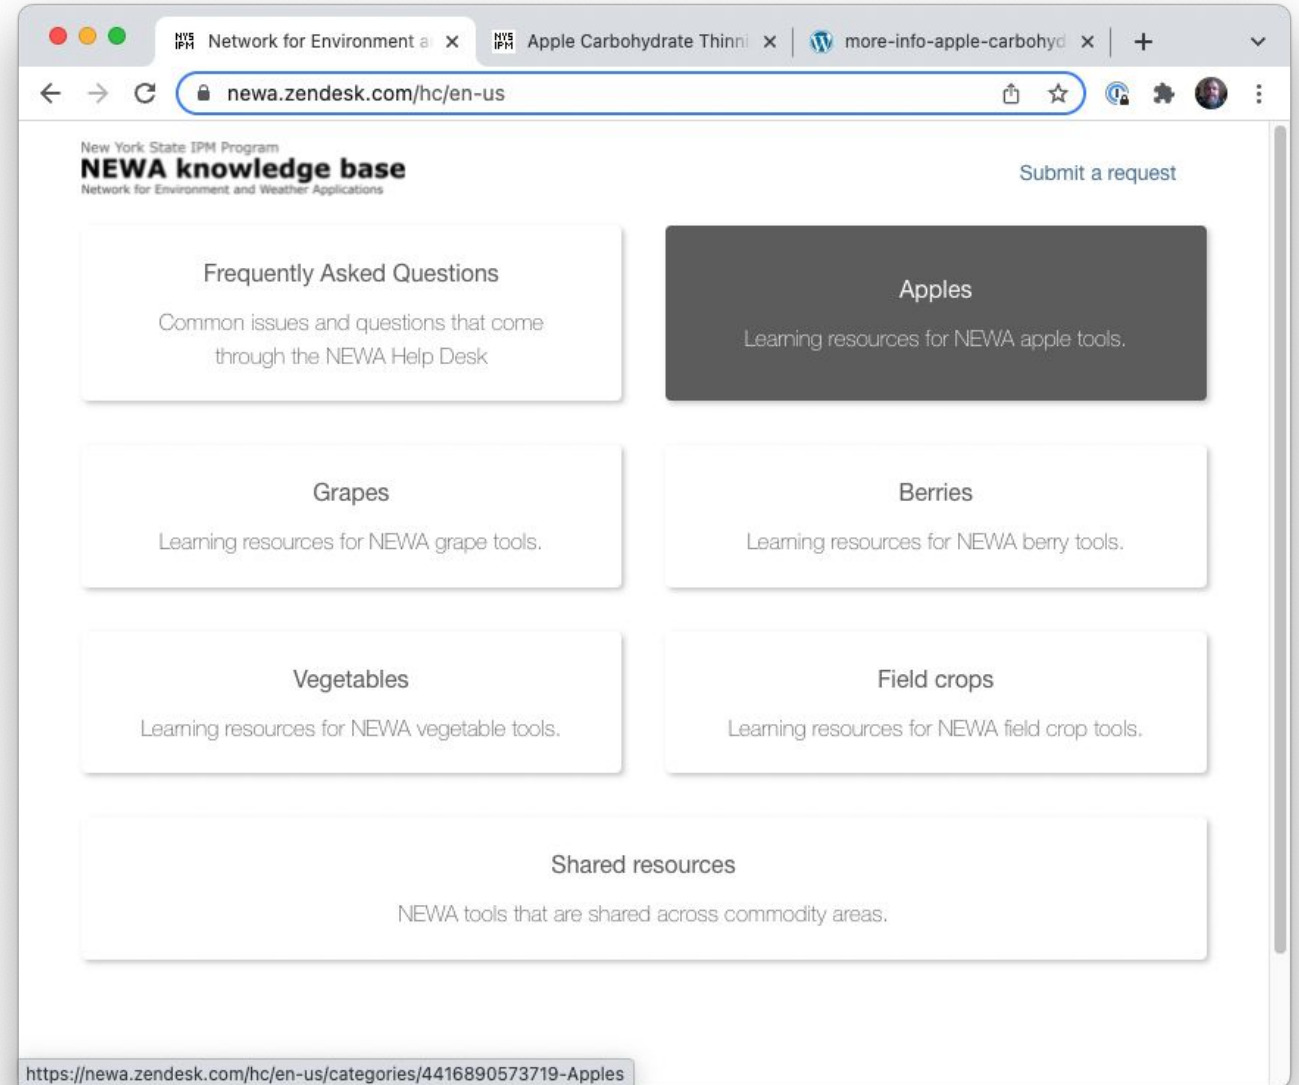 NYS IPM Network for Environment a
NYS IPM Apple Carbohydrate Thinni
more-info-apple-carbohyd
newa.zendesk.com/hc/en-us
New York State IPM Program
NEWA knowledge base
Network for Environment and Weather Applications
Submit a request
Frequently Asked Questions
Common issues and questions that come
through the NEWA Help Desk
Apples
Learning resources for NEWA apple tools.
Grapes
Learning resources for NEWA grape tools.
Berries
Learning resources for NEWA berry tools.
Vegetables
Learning resources for NEWA vegetable tools.
Field crops
Learning resources for NEWA field crop tools.
Shared resources
NEWA tools that are shared across commodity areas.
https://newa.zendesk.com/hc/en-us/categories/4416890573719-Apples